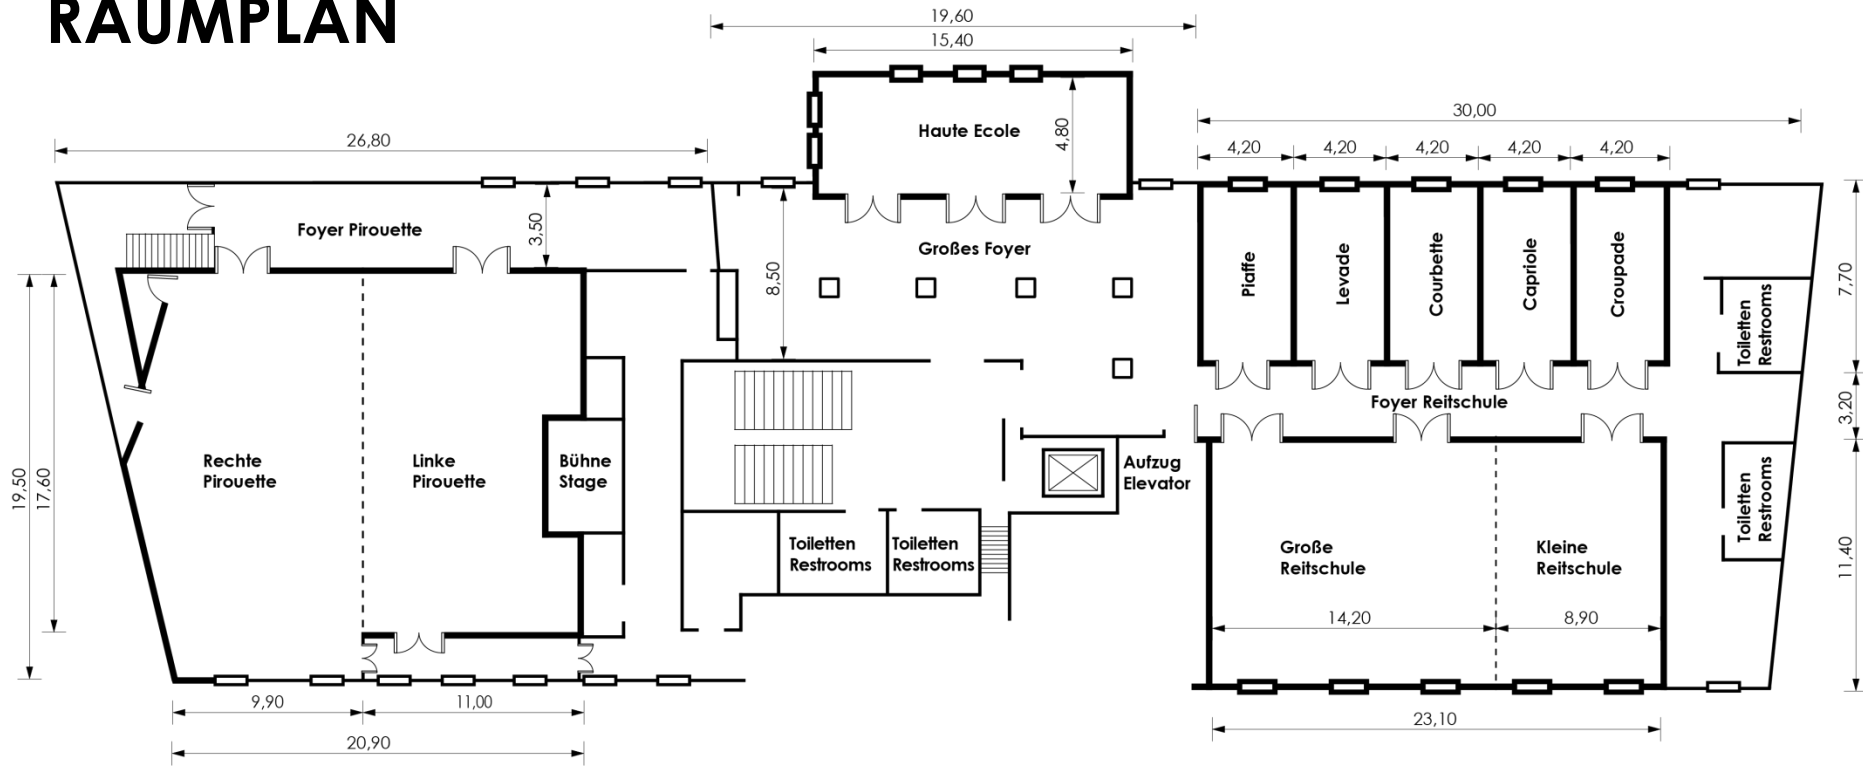 RAUMPLAN
19,60
15,40
30,00
26,80
4,20
4,20
4,20
4,20
4,20
Haute Ecole
4,80
Foyer Pirouette
3,50
Großes Foyer
8,50
Piaffe
Levade
Courbette
Capriole
Croupade
Toiletten
Restrooms
7,70
Foyer Reitschule
3,20
19,50
17,60
Rechte
Pirouette
Linke
Pirouette
Bühne
Stage
Aufzug
Elevator
Toiletten
Restrooms
Toiletten
Restrooms
Toiletten
Restrooms
Große
Reitschule
Kleine
Reitschule
11,40
14,20
8,90
9,90
11,00
23,10
20,90